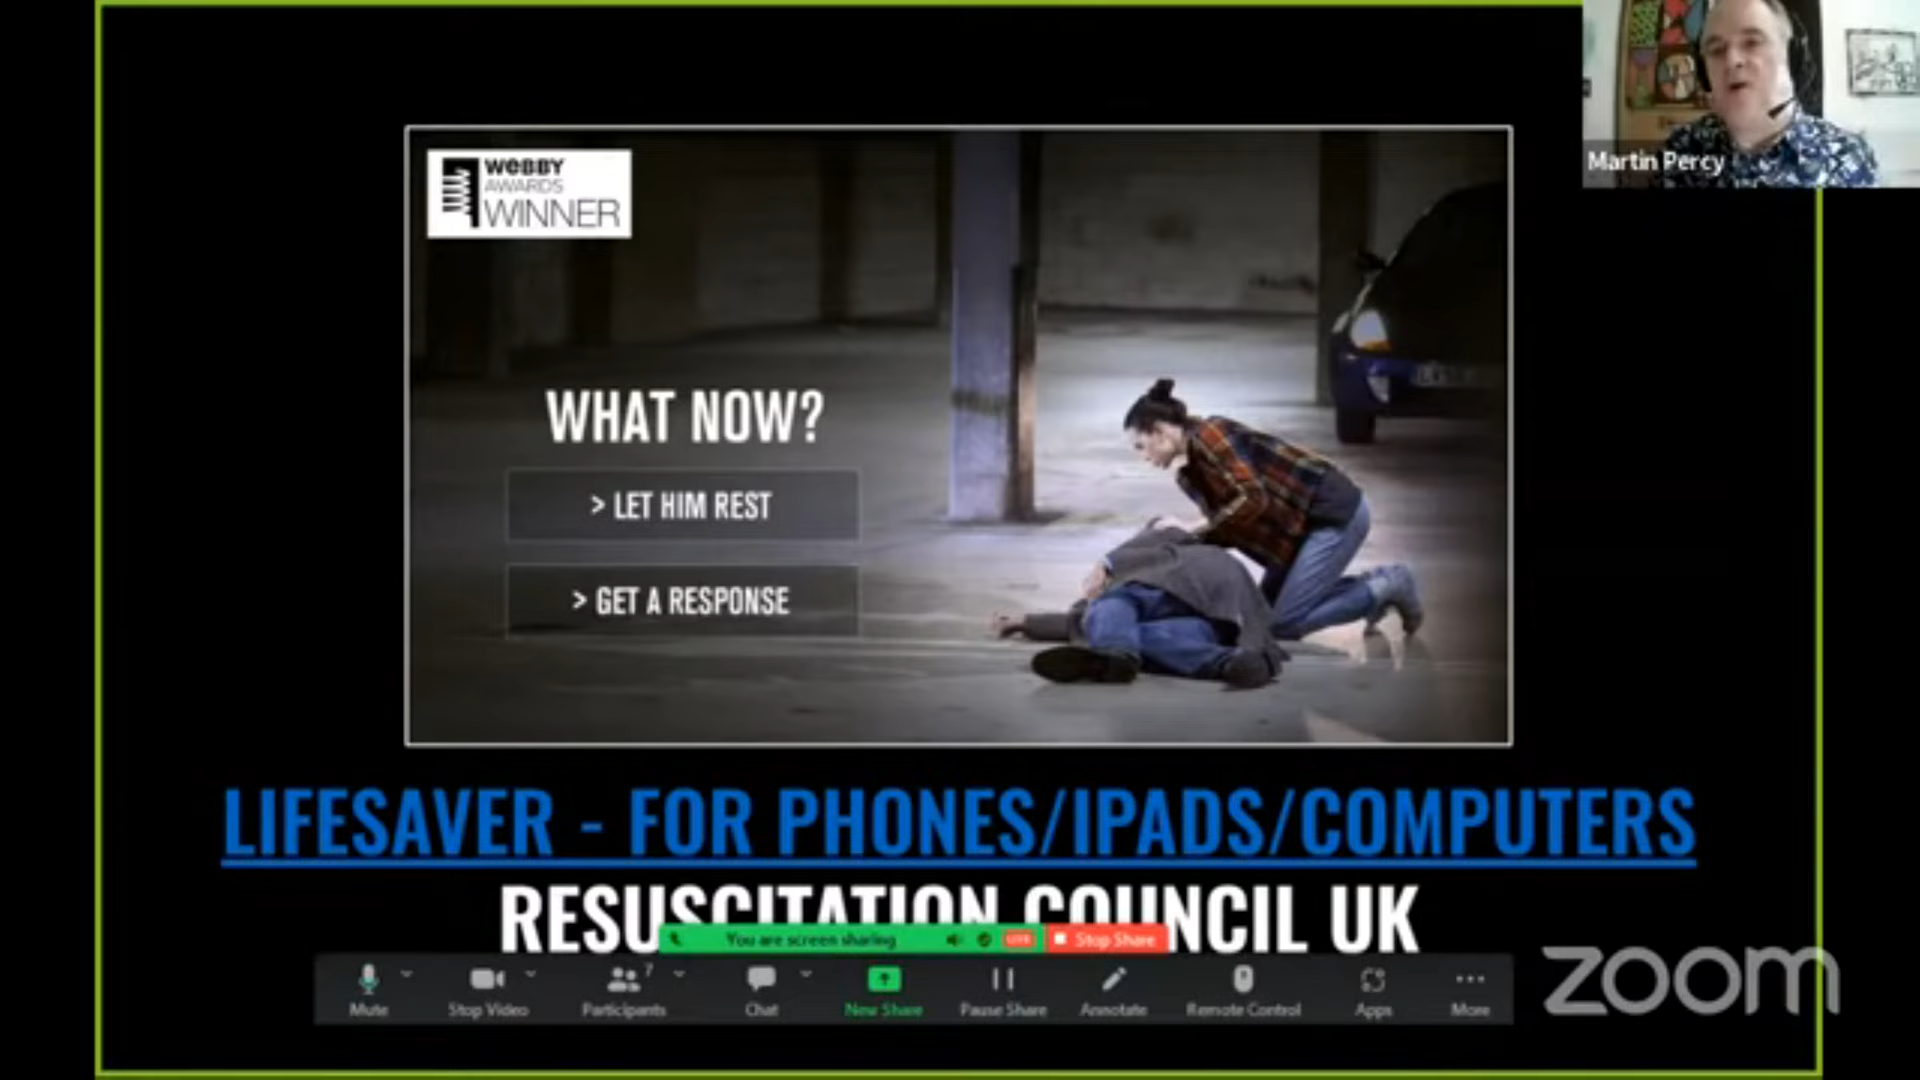 Martin Percy
WEBBY
AWARDS
WINNER
WHAT NOW?
> LET HIM REST
> GET A RESPONSE
LIFESAVER - FOR PHONES/IPADS/COMPUTERS
RESUSCITATION COUNCIL UK
You are screen sharing LIVE Stop Share
7
Mute Stop Video Participants Chat New Share Pause Share Annotate Remote Control Apps More
zoom